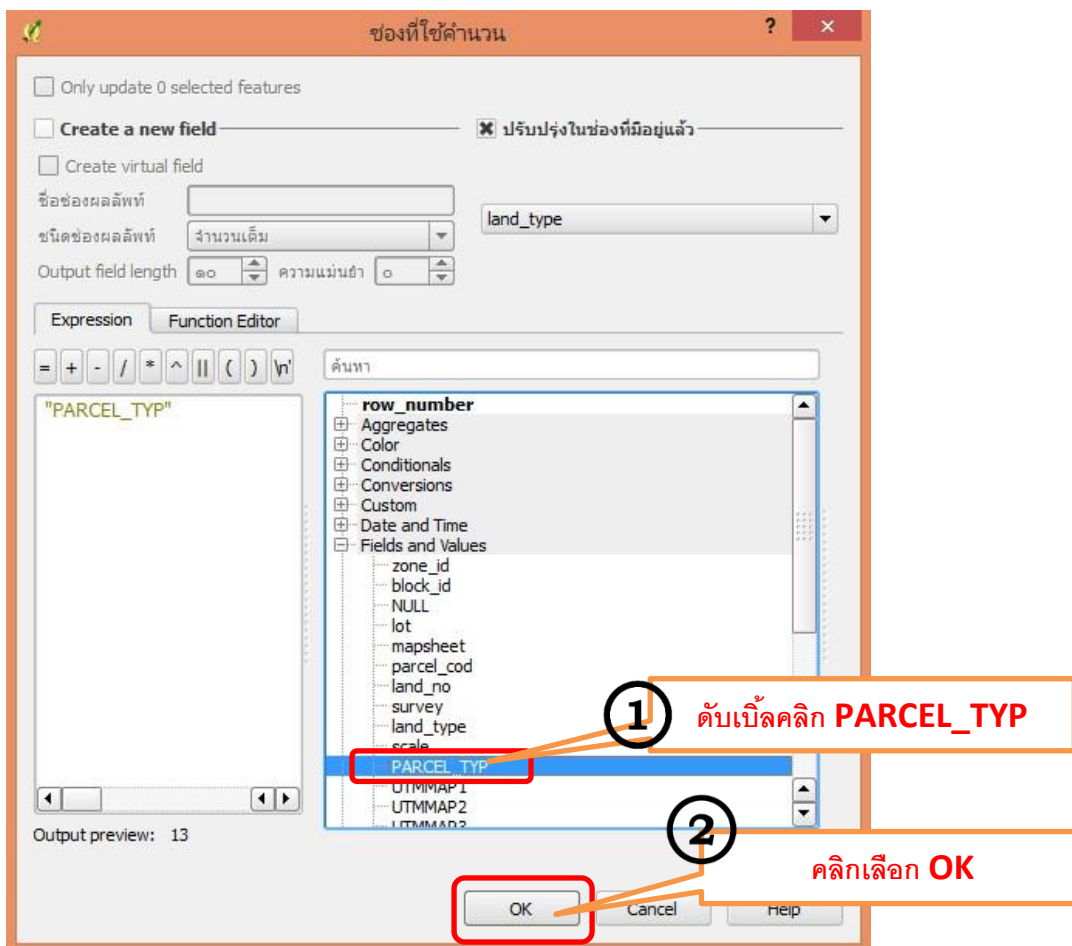 ช่องที่ใช้คำนวน
?
×
Only update 0 selected features
Create a new field
ปรับปรุ่งในช่องที่มีอยู่แล้ว
Create virtual field
ชื่อช่องผลลัพท์
land_type
ชนิดช่องผลลัพท์ จำนวนเต็ม
Output field length ๑๐ ความแม่นยำ ๐
Expression Function Editor
= + - / * ^ || ( ) \n'
ค้นหา
"PARCEL_TYP"
row_number
Aggregates
Color
Conditionals
Conversions
Custom
Date and Time
Fields and Values
zone_id
block_id
NULL
lot
mapsheet
parcel_cod
land_no
survey
land_type
scale
PARCEL_TYP
UTMMAP1
UTMMAP2
UTMMAP3
1 ดับเบิ้ลคลิก PARCEL_TYP
Output preview: 13
2 คลิกเลือก OK
OK Cancel Help